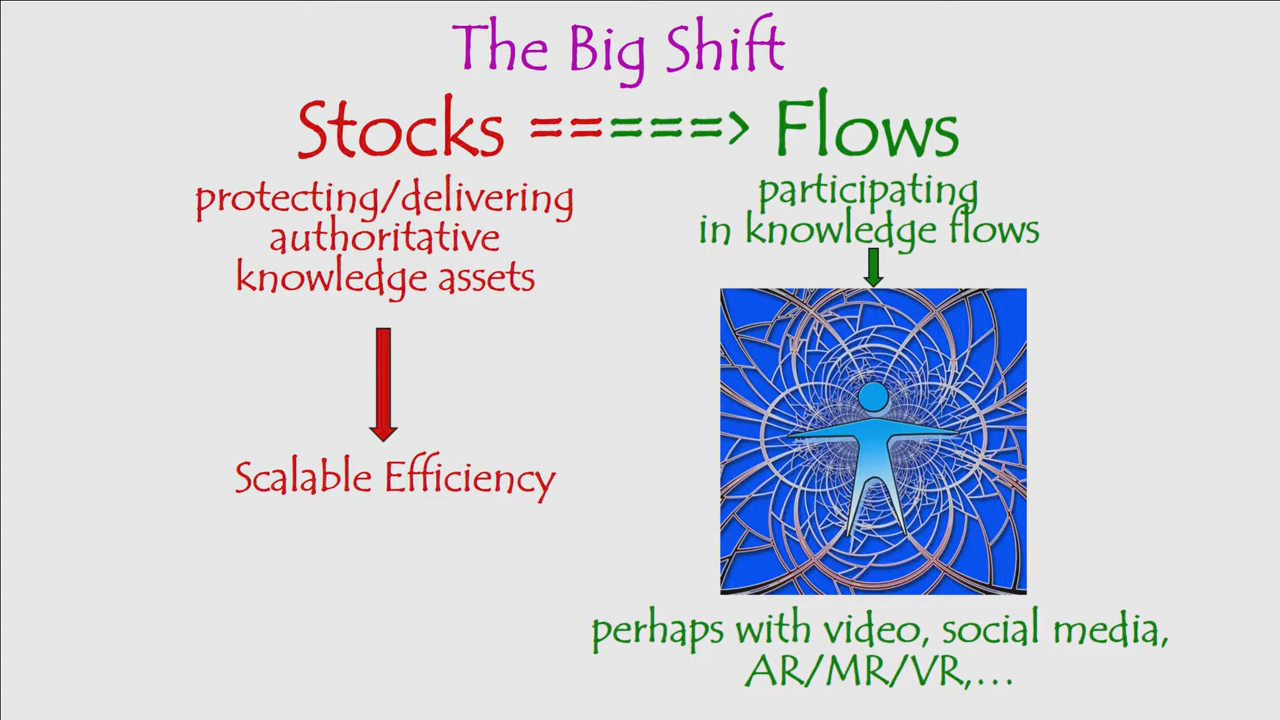 The Big Shift
Stocks =====> Flows
protecting/delivering
authoritative
knowledge assets
participating
in knowledge flows
Scalable Efficiency
perhaps with video, social media,
AR/MR/VR,...